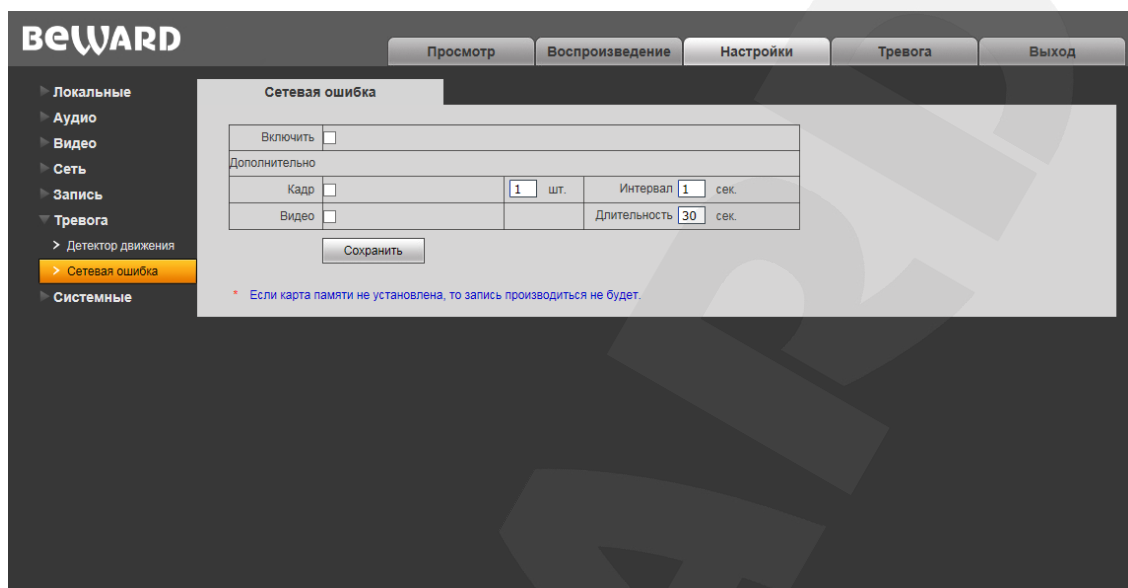 BEWARD
Просмотр Воспроизведение Настройки Тревога Выход
Локальные
Аудио
Видео
Сеть
Запись
Тревога
> Детектор движения
> Сетевая ошибка
Системные
Сетевая ошибка
Включить
Дополнительно
Кадр 1 шт. Интервал 1 сек.
Видео Длительность 30 сек.
Сохранить
* Если карта памяти не установлена, то запись производиться не будет.